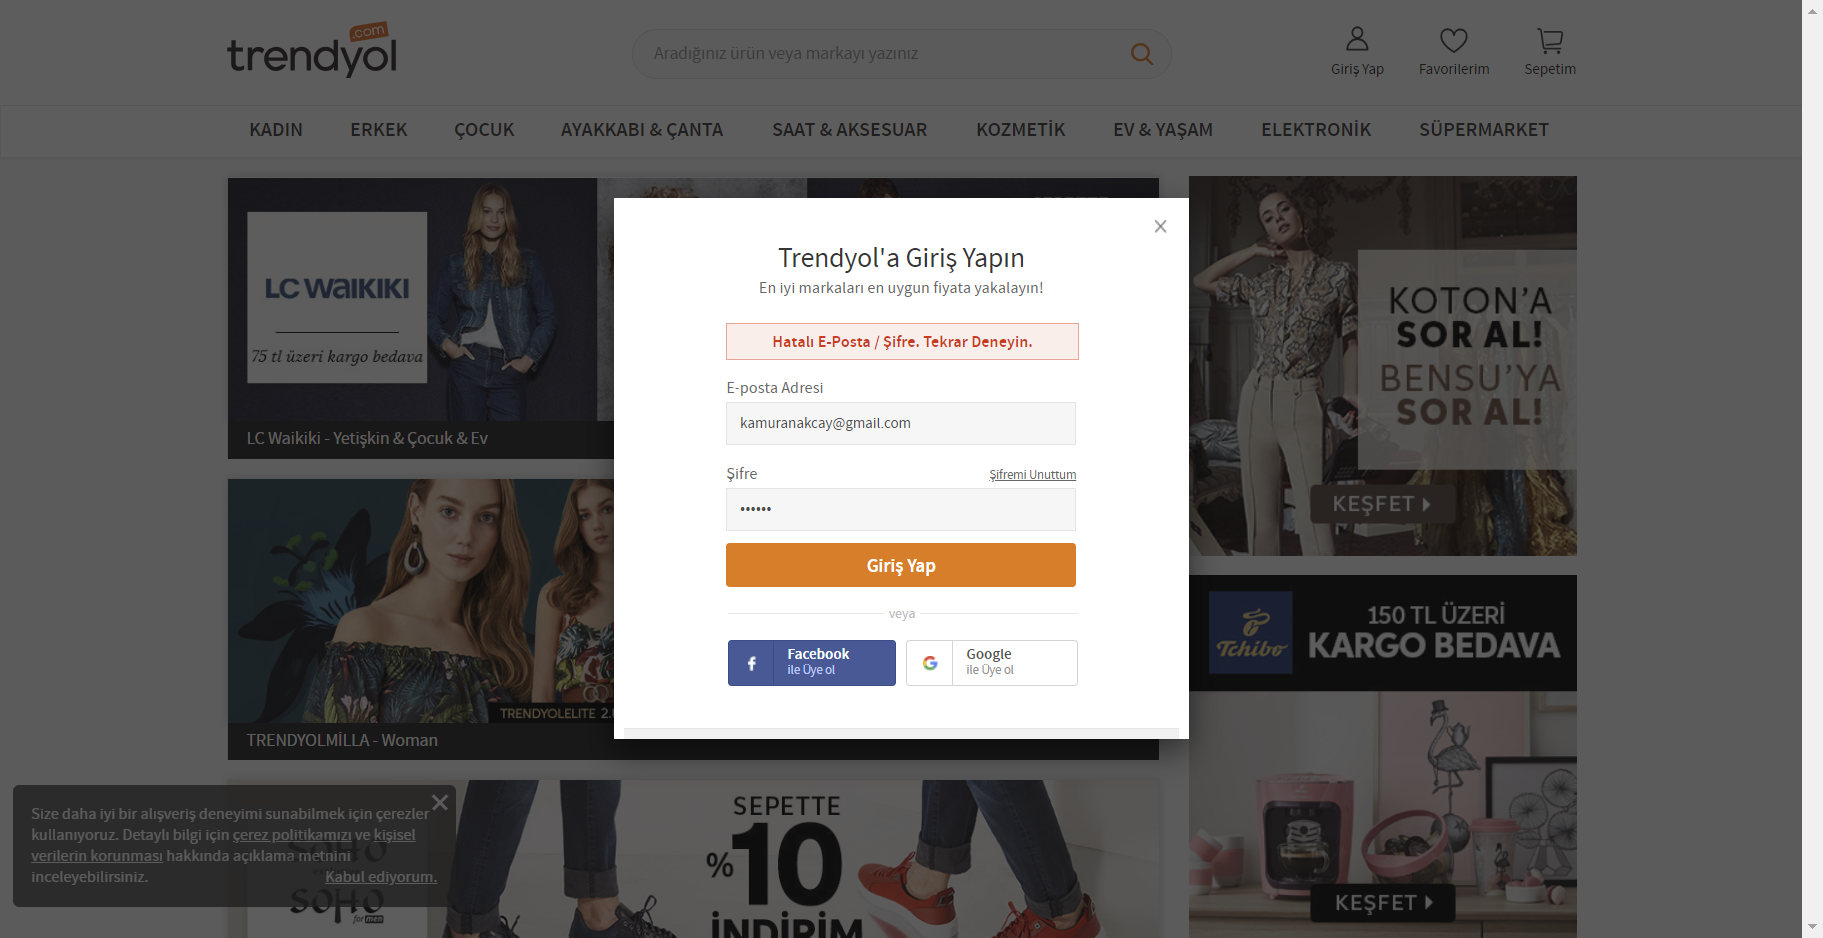 trendyol
.com
Aradığınız ürün veya markayı yazınız
Giriş Yap
Favorilerim
Sepetim
KADIN
ERKEK
ÇOCUK
AYAKKABI & ÇANTA
SAAT & AKSESUAR
KOZMETİK
EV & YAŞAM
ELEKTRONİK
SÜPERMARKET
LC WAIKIKI
75 tl üzeri kargo bedava
LC Waikiki - Yetişkin & Çocuk & Ev
Trendyol'a Giriş Yapın
En iyi markaları en uygun fiyata yakalayın!
Hatalı E-Posta / Şifre. Tekrar Deneyin.
E-posta Adresi
kamuranakcay@gmail.com
Şifre
Şifremi Unuttum
••••••
Giriş Yap
veya
Facebook
ile Üye ol
Google
ile Üye ol
KOTON'A
SOR AL!
BENSU'YA
SOR AL!
KEŞFET
TRENDYOLELITE 2.
TRENDYOLMİLLA - Woman
Tchibo
150 TL ÜZERİ
KARGO BEDAVA
KEŞFET
SEPETTE
%10
İNDİRİM
Size daha iyi bir alışveriş deneyimi sunabilmek için çerezler
kullanıyoruz. Detaylı bilgi için çerez politikamızı ve kişisel
verilerin korunması hakkında açıklama metnini
inceleyebilirsiniz.
Kabul ediyorum.
SOHO
SOHO
for men